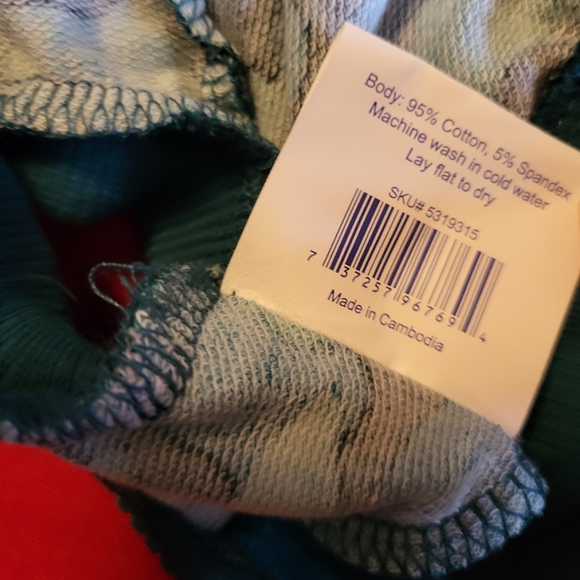 Body: 95% Cotton, 5% Spandex
Machine wash in cold water
Lay flat to dry
SKU# 5319315
7 37257 96769 4
Made in Cambodia